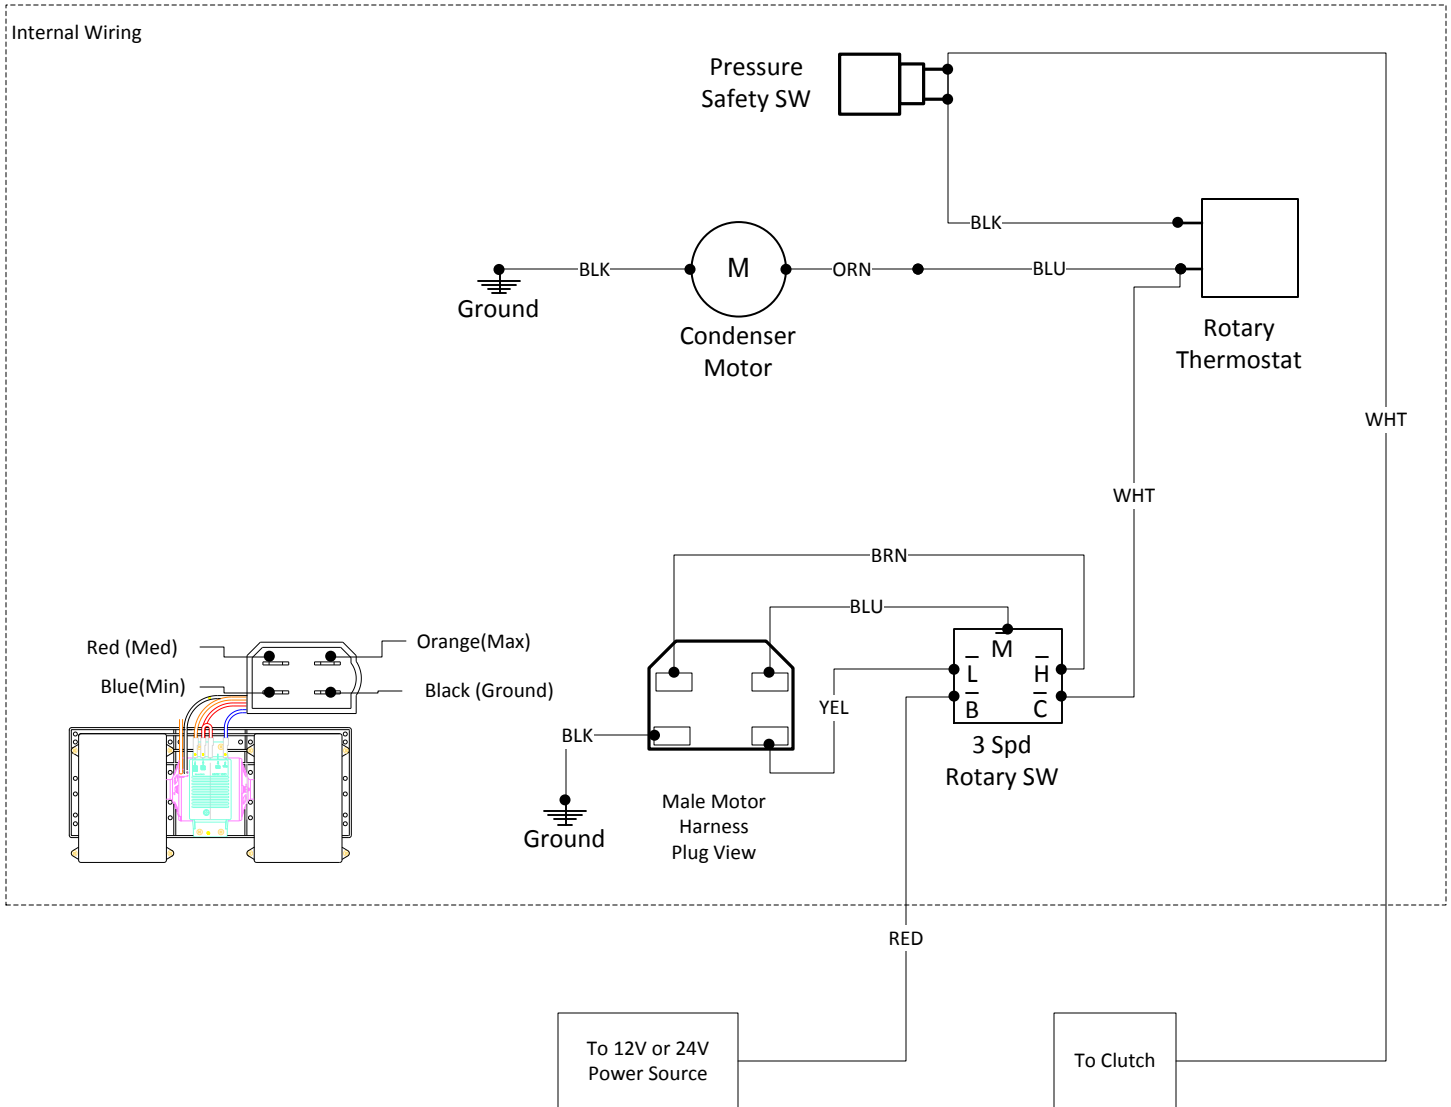 Internal Wiring
Pressure
Safety SW
BLK
BLK
M
ORN
BLU
Ground
Condenser
Motor
Rotary
Thermostat
WHT
WHT
BRN
BLU
Red (Med)
Orange(Max)
Blue(Min)
Black (Ground)
YEL
M
L
H
B
C
BLK
3 Spd
Rotary SW
Ground
Male Motor
Harness
Plug View
RED
To 12V or 24V
Power Source
To Clutch